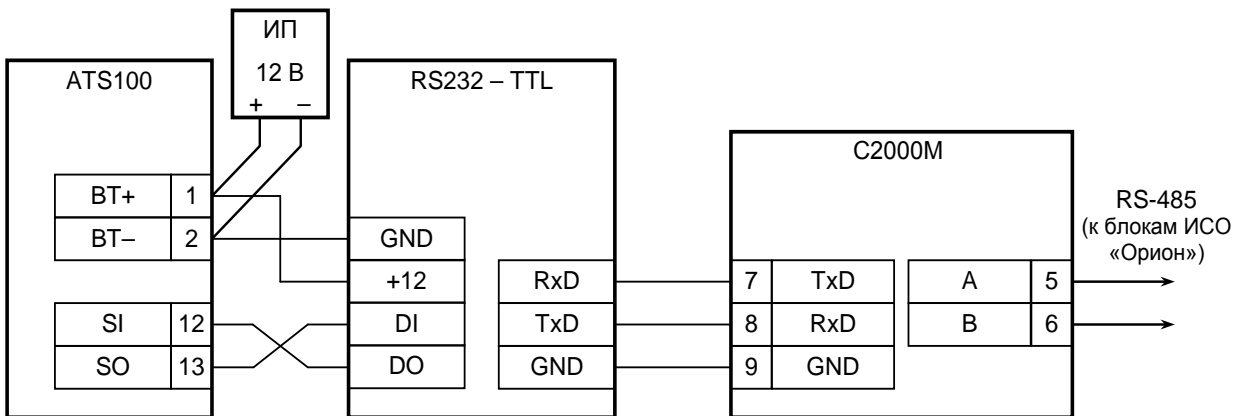 ИП
12 В
+ –
ATS100
BT+ 1
BT– 2
SI 12
SO 13
RS232 – TTL
GND
+12
DI
DO
RxD
TxD
GND
C2000M
7 TxD
8 RxD
9 GND
A 5
B 6
RS-485
(к блокам ИСО
«Орион»)